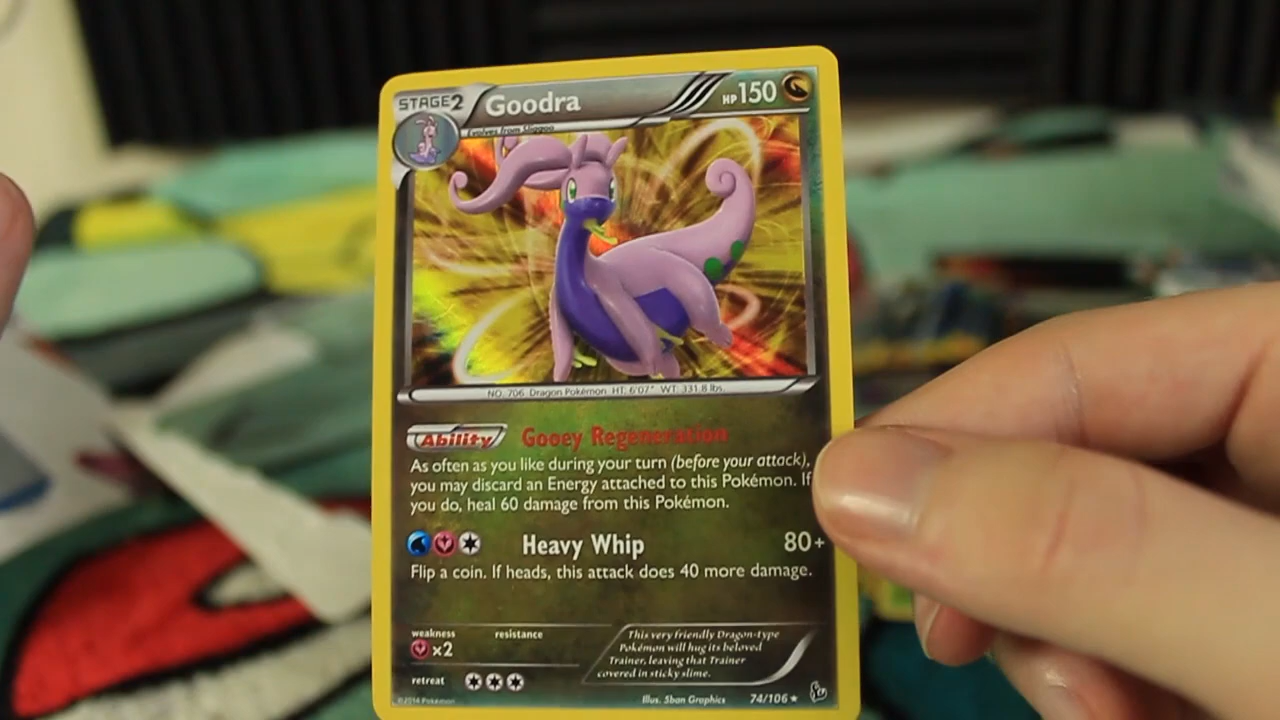 STAGE2 Goodra HP150
Evolves from Sliggoo
NO. 706 Dragon Pokémon HT: 6'07" WT: 331.8 lbs.
Ability Gooey Regeneration
As often as you like during your turn (before your attack),
you may discard an Energy attached to this Pokémon. If
you do, heal 60 damage from this Pokémon.
Heavy Whip 80+
Flip a coin. If heads, this attack does 40 more damage.
weakness resistance
×2
retreat
This very friendly Dragon-type
Pokémon will hug its beloved
Trainer, leaving that Trainer
covered in sticky slime.
©2014 Pokémon Illus. 5ban Graphics 74/106 ★